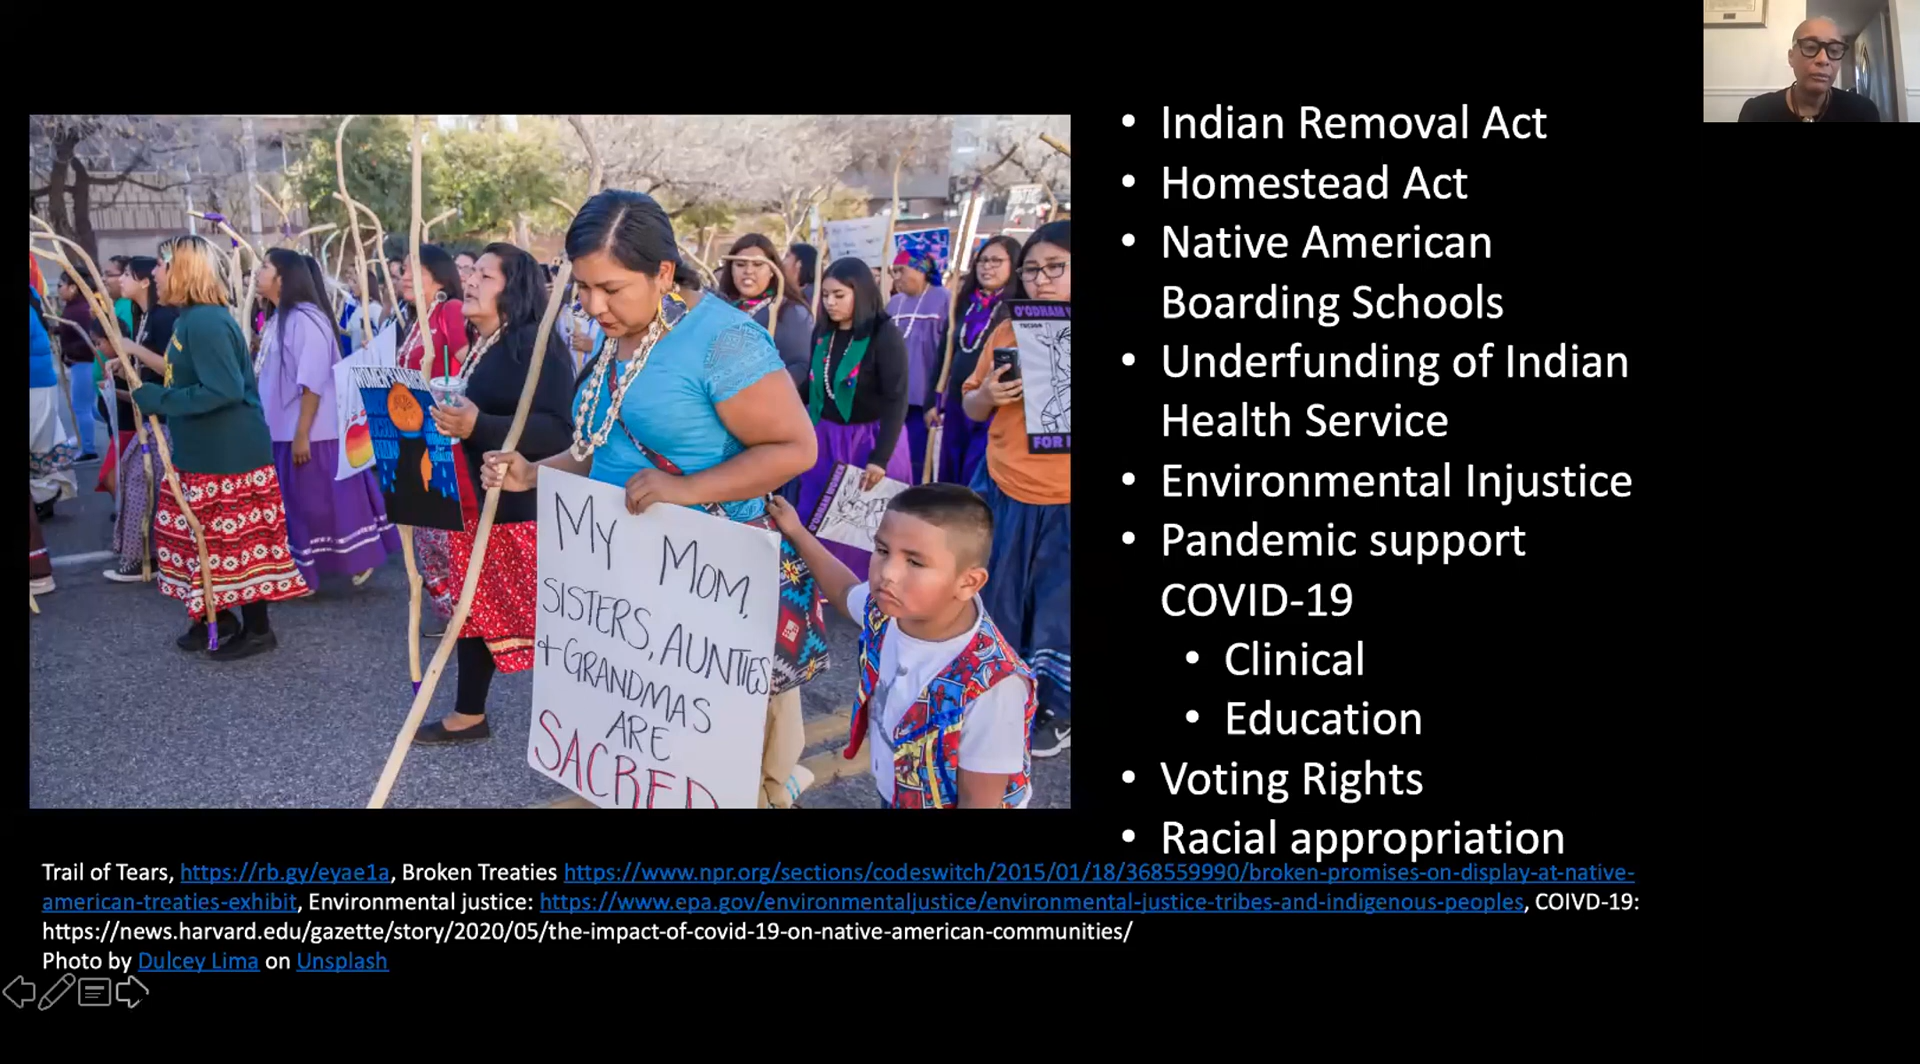 Indian Removal Act
Homestead Act
Native American
Boarding Schools
Underfunding of Indian
Health Service
Environmental Injustice
Pandemic support
COVID-19
Clinical
Education
Voting Rights
Racial appropriation
MY MOM,
SISTERS, AUNTIES
+ GRANDMAS
ARE
SACRED
WOMEN'S MARCH
O'ODHAM
TUCSON
FOR
Trail of Tears, https://rb.gy/eyae1a, Broken Treaties https://www.npr.org/sections/codeswitch/2015/01/18/368559990/broken-promises-on-display-at-native-
american-treaties-exhibit, Environmental justice: https://www.epa.gov/environmentaljustice/environmental-justice-tribes-and-indigenous-peoples, COIVD-19:
https://news.harvard.edu/gazette/story/2020/05/the-impact-of-covid-19-on-native-american-communities/
Photo by Dulcey Lima on Unsplash